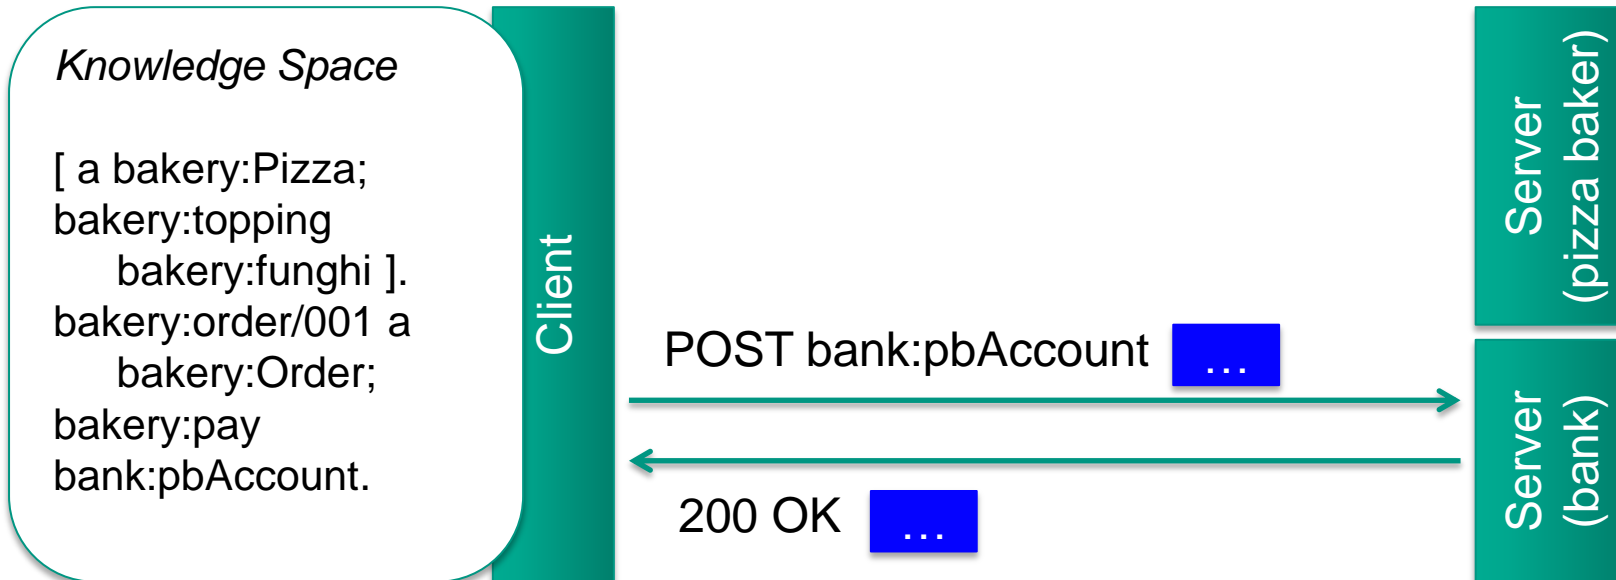 Knowledge Space
[ a bakery:Pizza;
bakery:topping
bakery:funghi ].
bakery:order/001 a
bakery:Order;
bakery:pay
bank:pbAccount.
Client
POST bank:pbAccount ...
200 OK ...
Server
(pizza baker)
Server
(bank)